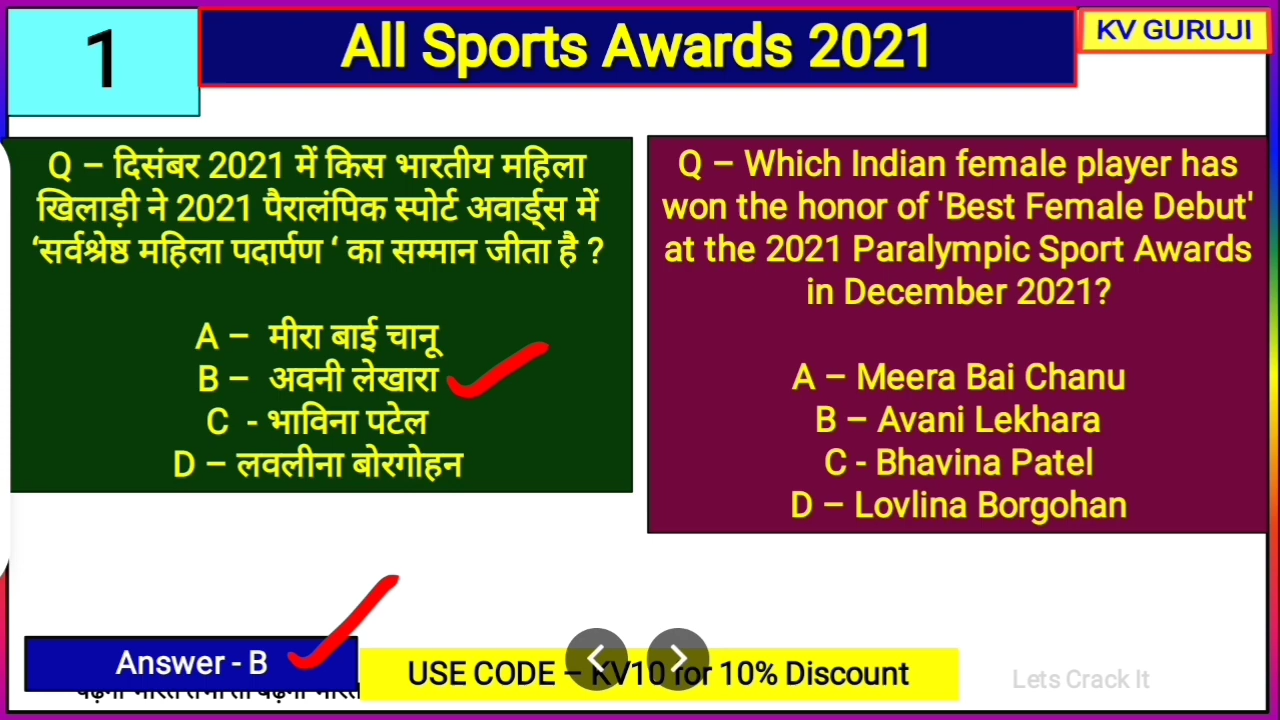 1
All Sports Awards 2021
KV GURUJI
Q – दिसंबर 2021 में किस भारतीय महिला
खिलाड़ी ने 2021 पैरालंपिक स्पोर्ट अवार्ड्स में
‘सर्वश्रेष्ठ महिला पदार्पण ‘ का सम्मान जीता है ?
A – मीरा बाई चानू
B – अवनी लेखारा
C - भाविना पटेल
D – लवलीना बोरगोहन
Q – Which Indian female player has
won the honor of 'Best Female Debut'
at the 2021 Paralympic Sport Awards
in December 2021?
A – Meera Bai Chanu
B – Avani Lekhara
C - Bhavina Patel
D – Lovlina Borgohan
Answer - B
USE CODE – KV10 for 10% Discount
Lets Crack It